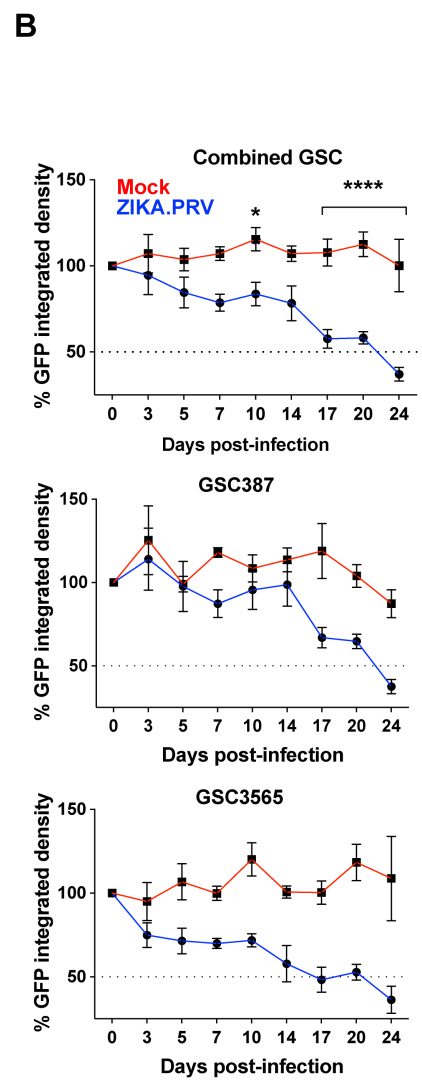 B
Combined GSC
% GFP integrated density
150
100
50
Mock
ZIKA.PRV
*
****
0 3 5 7 10 14 17 20 24
Days post-infection
GSC387
% GFP integrated density
150
100
50
0 3 5 7 10 14 17 20 24
Days post-infection
GSC3565
% GFP integrated density
150
100
50
0 3 5 7 10 14 17 20 24
Days post-infection